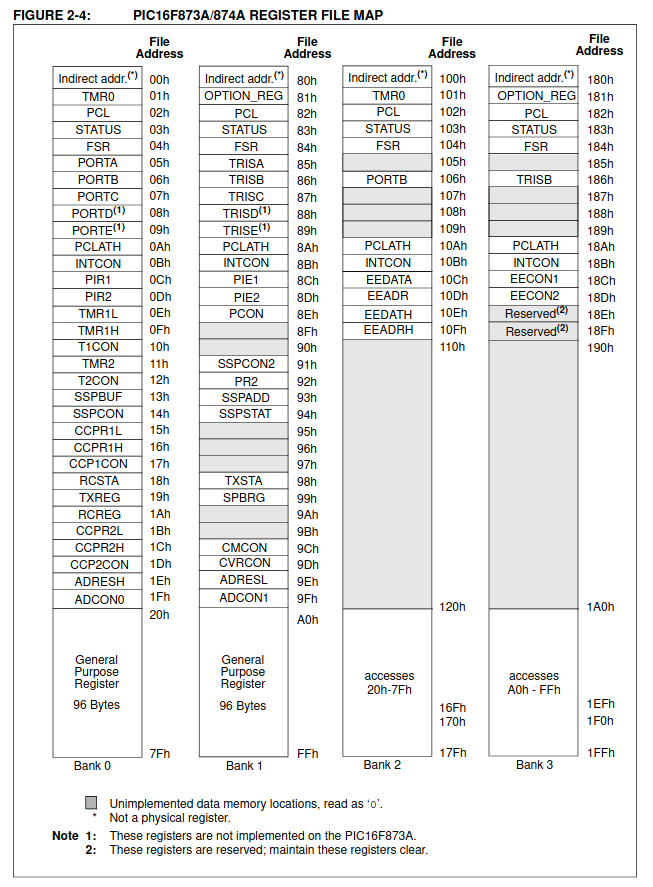 FIGURE 2-4: PIC16F873A/874A REGISTER FILE MAP
File Address File Address File Address File Address
Indirect addr.(*) 00h Indirect addr.(*) 80h Indirect addr.(*) 100h Indirect addr.(*) 180h
TMR0 01h OPTION_REG 81h TMR0 101h OPTION_REG 181h
PCL 02h PCL 82h PCL 102h PCL 182h
STATUS 03h STATUS 83h STATUS 103h STATUS 183h
FSR 04h FSR 84h FSR 104h FSR 184h
PORTA 05h TRISA 85h 105h 185h
PORTB 06h TRISB 86h PORTB 106h TRISB 186h
PORTC 07h TRISC 87h 107h 187h
PORTD(1) 08h TRISD(1) 88h 108h 188h
PORTE(1) 09h TRISE(1) 89h 109h 189h
PCLATH 0Ah PCLATH 8Ah PCLATH 10Ah PCLATH 18Ah
INTCON 0Bh INTCON 8Bh INTCON 10Bh INTCON 18Bh
PIR1 0Ch PIE1 8Ch EEDATA 10Ch EECON1 18Ch
PIR2 0Dh PIE2 8Dh EEADR 10Dh EECON2 18Dh
TMR1L 0Eh PCON 8Eh EEDATH 10Eh Reserved(2) 18Eh
TMR1H 0Fh 8Fh EEADRH 10Fh Reserved(2) 18Fh
T1CON 10h 90h 110h 190h
TMR2 11h SSPCON2 91h
T2CON 12h PR2 92h
SSPBUF 13h SSPADD 93h
SSPCON 14h SSPSTAT 94h
CCPR1L 15h 95h
CCPR1H 16h 96h
CCP1CON 17h 97h
RCSTA 18h TXSTA 98h
TXREG 19h SPBRG 99h
RCREG 1Ah 9Ah
CCPR2L 1Bh 9Bh
CCPR2H 1Ch CMCON 9Ch
CCP2CON 1Dh CVRCON 9Dh
ADRESH 1Eh ADRESL 9Eh
ADCON0 1Fh ADCON1 9Fh
20h A0h 120h 1A0h
General General
Purpose Purpose accesses accesses
Register Register 20h-7Fh A0h - FFh
96 Bytes 96 Bytes 16Fh 1EFh
170h 1F0h
7Fh FFh 17Fh 1FFh
Bank 0 Bank 1 Bank 2 Bank 3
Unimplemented data memory locations, read as ‘0’.
* Not a physical register.
Note 1: These registers are not implemented on the PIC16F873A.
2: These registers are reserved; maintain these registers clear.